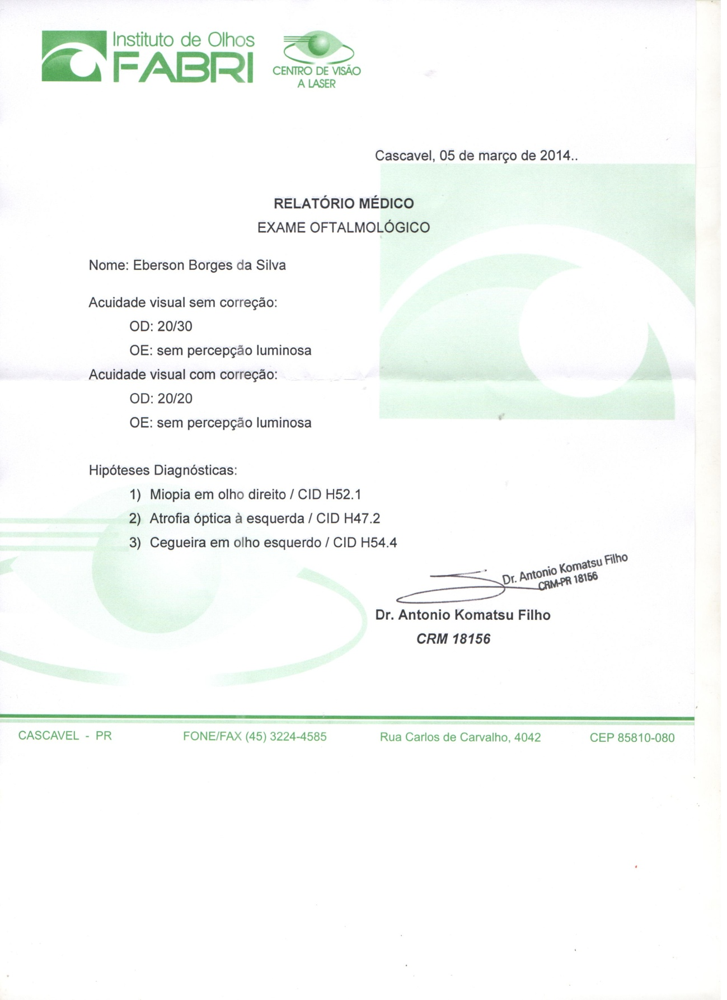 Instituto de Olhos
FABRI
CENTRO DE VISÃO
A LASER
Cascavel, 05 de março de 2014..
RELATÓRIO MÉDICO
EXAME OFTALMOLÓGICO
Nome: Eberson Borges da Silva
Acuidade visual sem correção:
OD: 20/30
OE: sem percepção luminosa
Acuidade visual com correção:
OD: 20/20
OE: sem percepção luminosa
Hipóteses Diagnósticas:
1) Miopia em olho direito / CID H52.1
2) Atrofia óptica à esquerda / CID H47.2
3) Cegueira em olho esquerdo / CID H54.4
Dr. Antonio Komatsu Filho
CRM-PR 18156
Dr. Antonio Komatsu Filho
CRM 18156
CASCAVEL - PR FONE/FAX (45) 3224-4585 Rua Carlos de Carvalho, 4042 CEP 85810-080